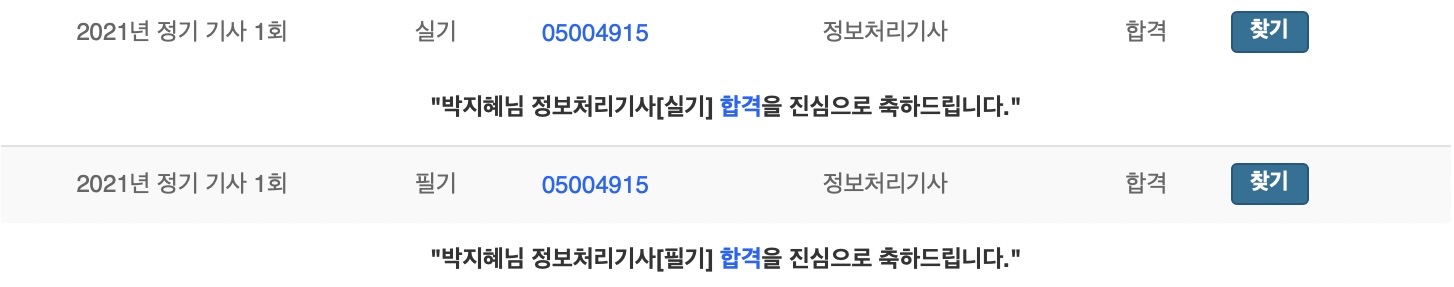 2021년 정기 기사 1회 실기 05004915 정보처리기사 합격 찾기
"박지혜님 정보처리기사[실기] 합격을 진심으로 축하드립니다."
2021년 정기 기사 1회 필기 05004915 정보처리기사 합격 찾기
"박지혜님 정보처리기사[필기] 합격을 진심으로 축하드립니다."